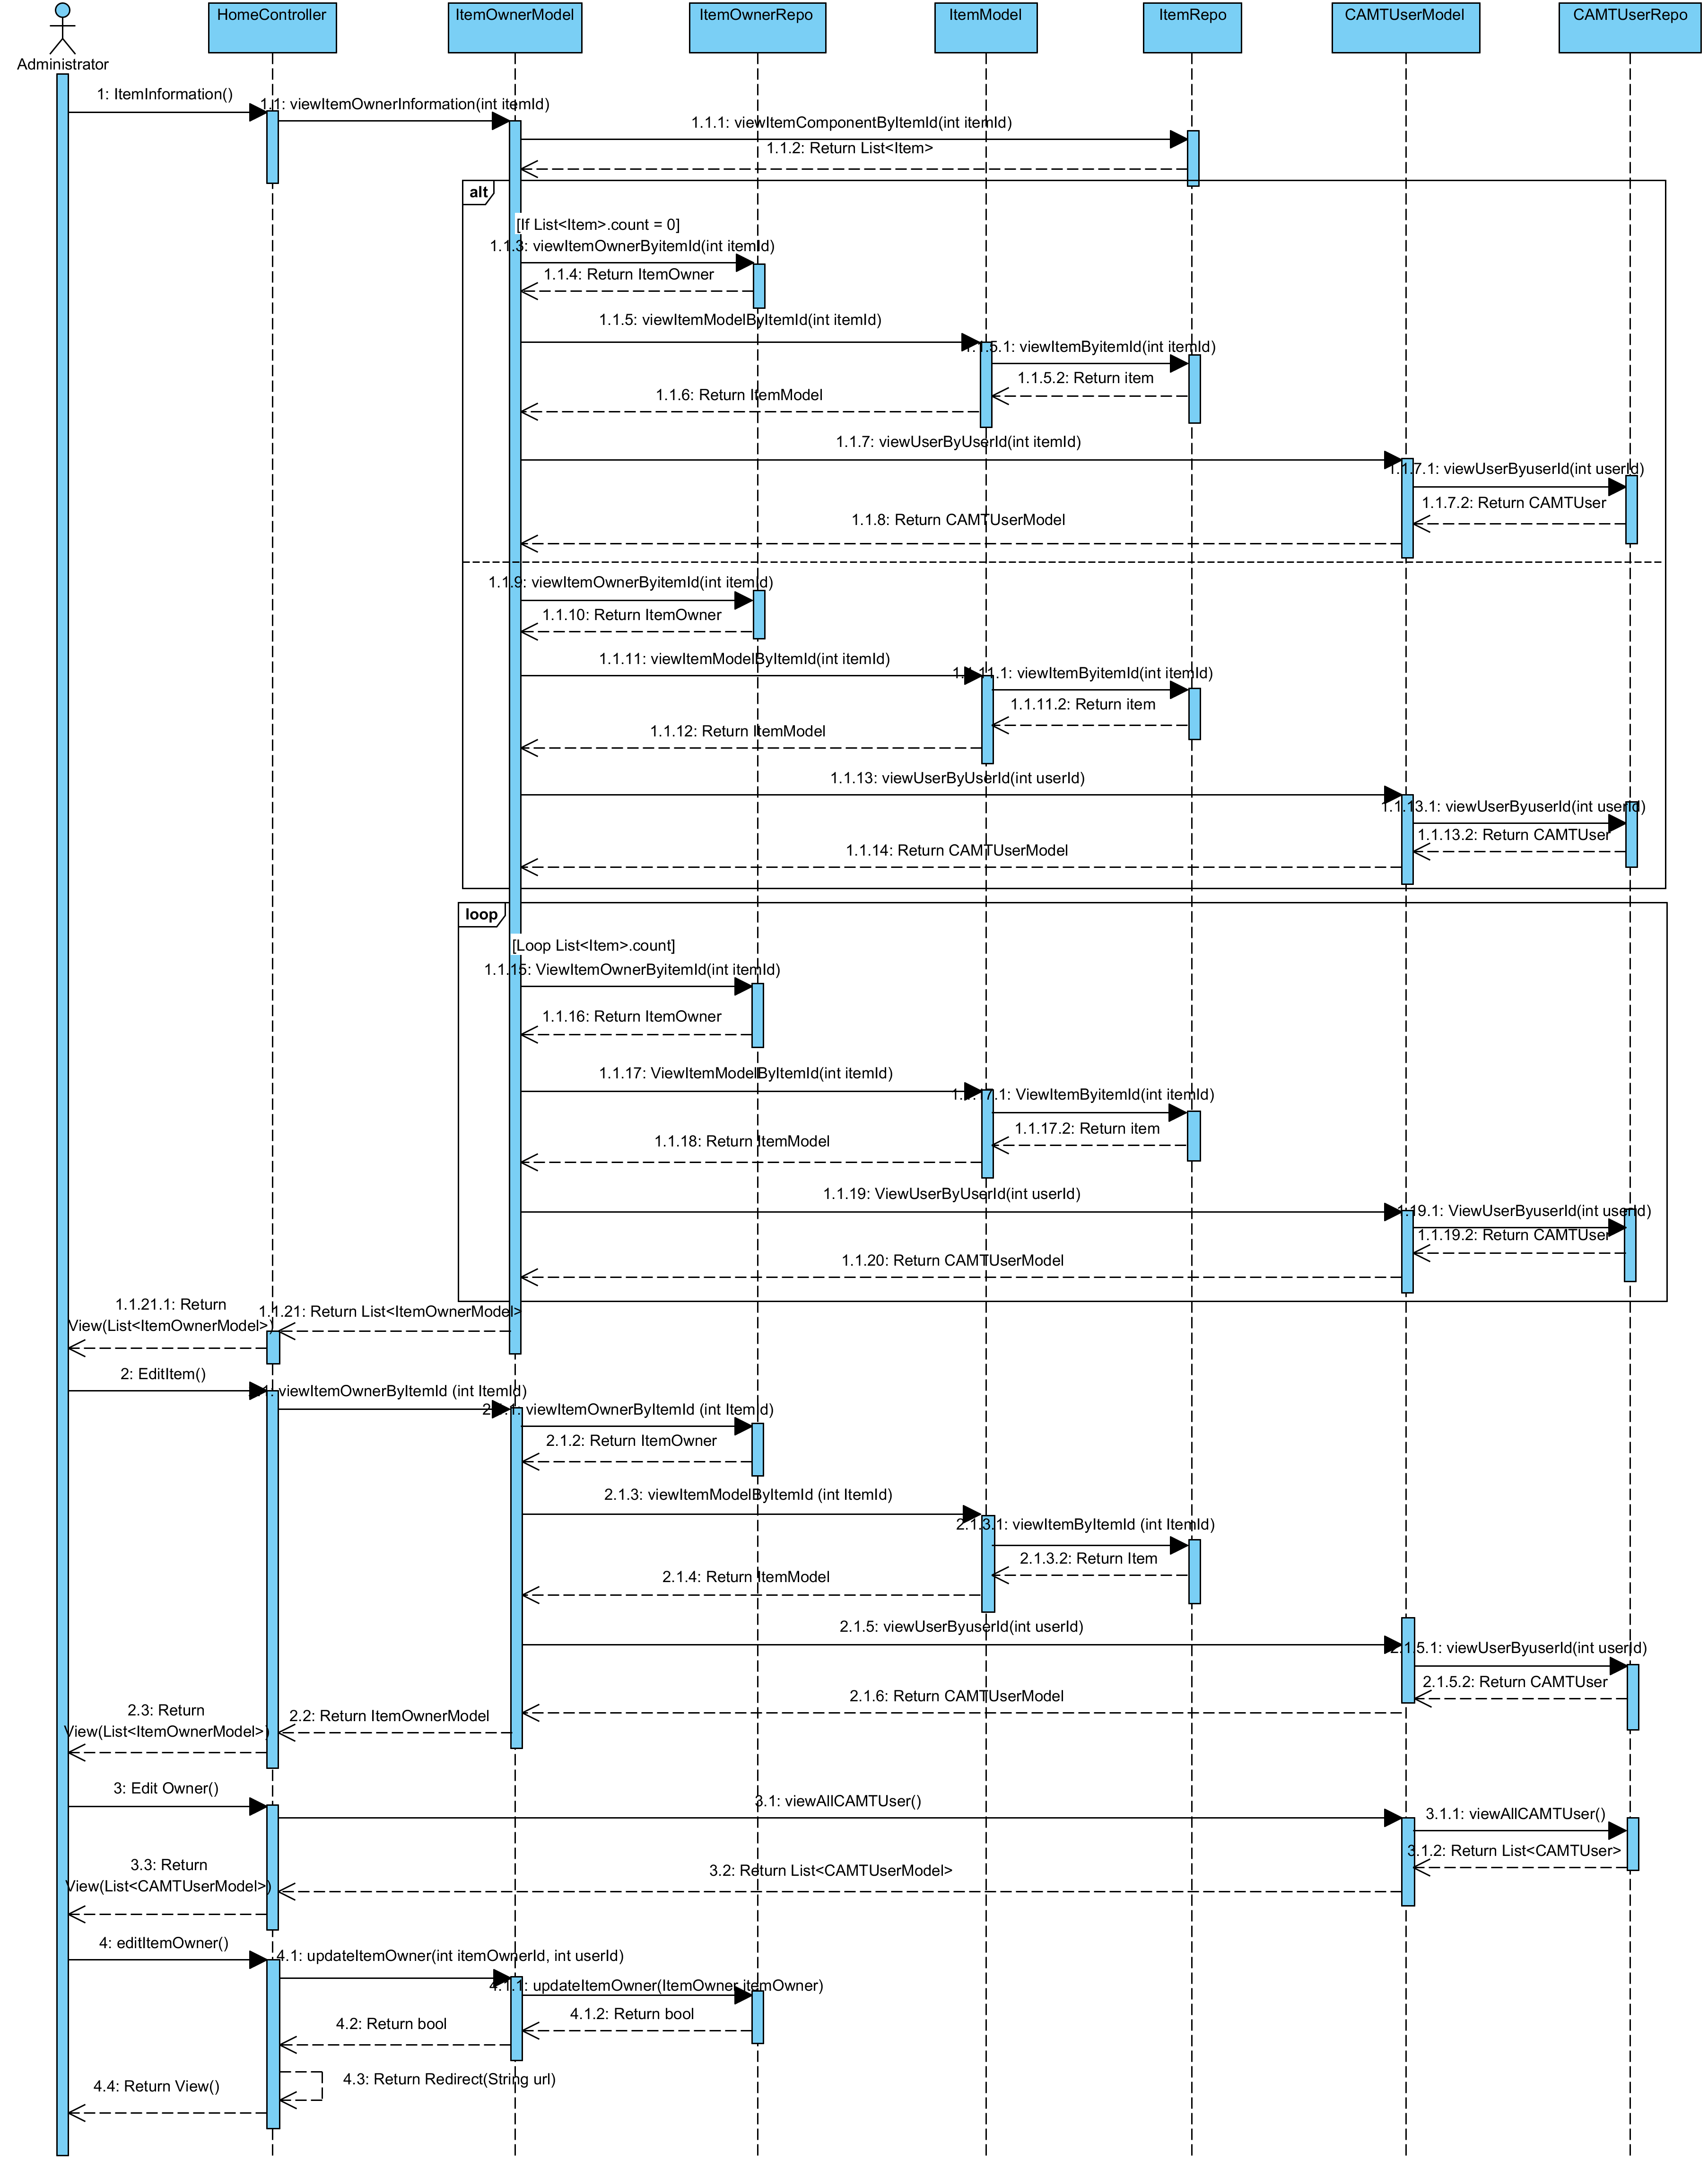 Administrator
HomeController
ItemOwnerModel
ItemOwnerRepo
ItemModel
ItemRepo
CAMTUserModel
CAMTUserRepo
1: ItemInformation()
1.1: viewItemOwnerInformation(int itemId)
1.1.1: viewItemComponentByItemId(int itemId)
1.1.2: Return List<Item>
alt
[If List<Item>.count = 0]
1.1.3: viewItemOwnerByitemId(int itemId)
1.1.4: Return ItemOwner
1.1.5: viewItemModelByItemId(int itemId)
1.1.5.1: viewItemByitemId(int itemId)
1.1.5.2: Return item
1.1.6: Return ItemModel
1.1.7: viewUserByUserId(int itemId)
1.1.7.1: viewUserByuserId(int userId)
1.1.7.2: Return CAMTUser
1.1.8: Return CAMTUserModel
1.1.9: viewItemOwnerByitemId(int itemId)
1.1.10: Return ItemOwner
1.1.11: viewItemModelByItemId(int itemId)
1.1.11.1: viewItemByitemId(int itemId)
1.1.11.2: Return item
1.1.12: Return ItemModel
1.1.13: viewUserByUserId(int userId)
1.1.13.1: viewUserByuserId(int userId)
1.1.13.2: Return CAMTUser
1.1.14: Return CAMTUserModel
loop
[Loop List<Item>.count]
1.1.15: ViewItemOwnerByitemId(int itemId)
1.1.16: Return ItemOwner
1.1.17: ViewItemModelByItemId(int itemId)
1.1.17.1: ViewItemByitemId(int itemId)
1.1.17.2: Return item
1.1.18: Return ItemModel
1.1.19: ViewUserByUserId(int userId)
.19.1: ViewUserByuserId(int userId)
1.1.19.2: Return CAMTUser
1.1.20: Return CAMTUserModel
1.1.21: Return List<ItemOwnerModel>
1.1.21.1: Return
View(List<ItemOwnerModel>)
2: EditItem()
viewItemOwnerByItemId (int ItemId)
2.1.1: viewItemOwnerByItemId (int ItemId)
2.1.2: Return ItemOwner
2.1.3: viewItemModelByItemId (int ItemId)
2.1.3.1: viewItemByItemId (int ItemId)
2.1.3.2: Return Item
2.1.4: Return ItemModel
2.1.5: viewUserByuserId(int userId)
2.1.5.1: viewUserByuserId(int userId)
2.1.5.2: Return CAMTUser
2.1.6: Return CAMTUserModel
2.2: Return ItemOwnerModel
2.3: Return
View(List<ItemOwnerModel>)
3: Edit Owner()
3.1: viewAllCAMTUser()
3.1.1: viewAllCAMTUser()
3.1.2: Return List<CAMTUser>
3.2: Return List<CAMTUserModel>
3.3: Return
View(List<CAMTUserModel>)
4: editItemOwner()
4.1: updateItemOwner(int itemOwnerId, int userId)
4.1.1: updateItemOwner(ItemOwner itemOwner)
4.1.2: Return bool
4.2: Return bool
4.3: Return Redirect(String url)
4.4: Return View()